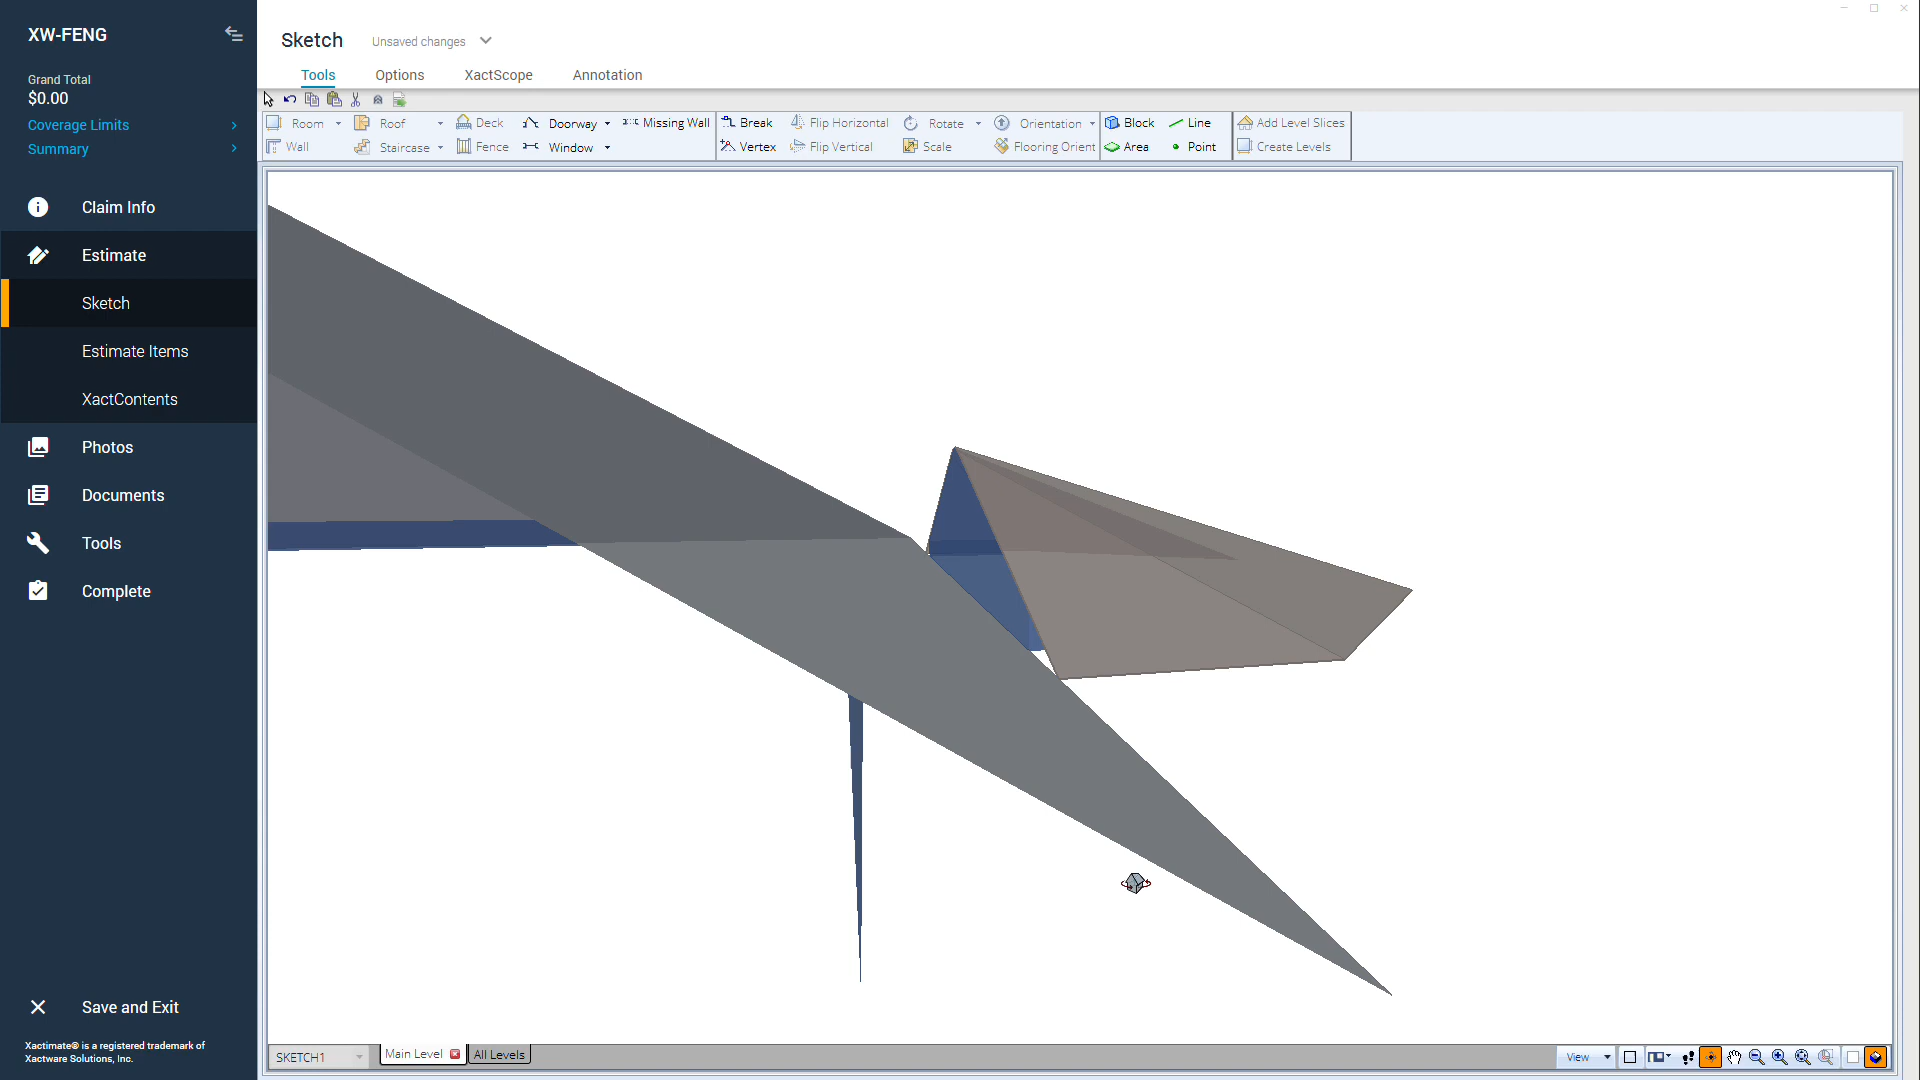 XW-FENG
Grand Total
$0.00
Coverage Limits
Summary
Claim Info
Estimate
Sketch
Estimate Items
XactContents
Photos
Documents
Tools
Complete
Save and Exit
Xactimate® is a registered trademark of
Xactware Solutions, Inc.
Sketch Unsaved changes
Tools Options XactScope Annotation
Room Roof Deck Doorway Missing Wall Break Flip Horizontal Rotate Orientation Block Line Add Level Slices
Wall Staircase Fence Window Vertex Flip Vertical Scale Flooring Orient Area Point Create Levels
SKETCH1 Main Level All Levels View